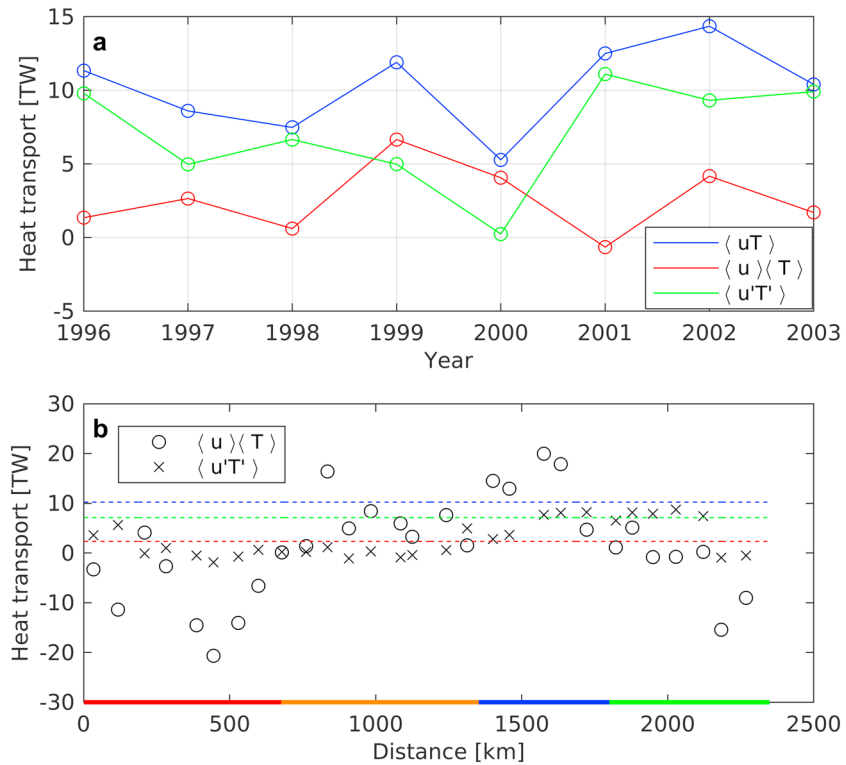 a
Heat transport [TW]
15
10
5
0
-5
1996 1997 1998 1999 2000 2001 2002 2003
Year
⟨ uT ⟩
⟨ u ⟩⟨ T ⟩
⟨ u'T' ⟩
b
Heat transport [TW]
30
20
10
0
-10
-20
-30
0 500 1000 1500 2000 2500
Distance [km]
⟨ u ⟩⟨ T ⟩
⟨ u'T' ⟩